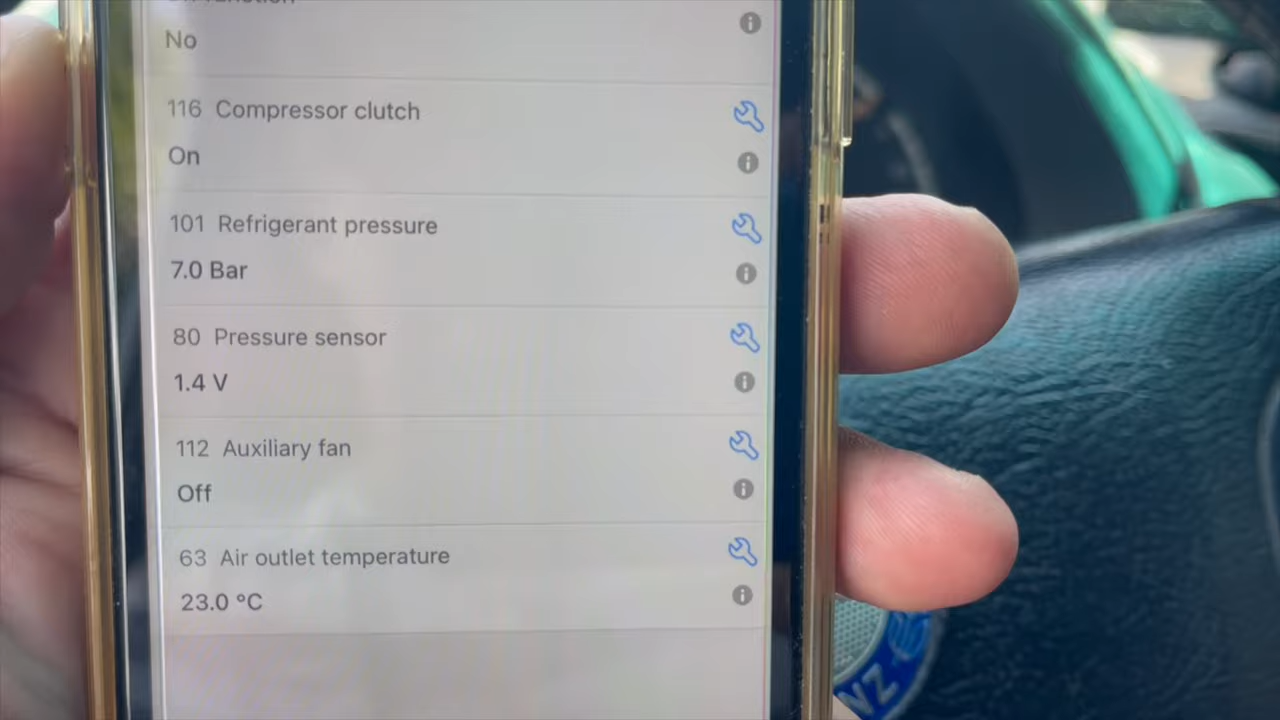 No
116 Compressor clutch
On
101 Refrigerant pressure
7.0 Bar
80 Pressure sensor
1.4 V
112 Auxiliary fan
Off
63 Air outlet temperature
23.0 °C
NZ